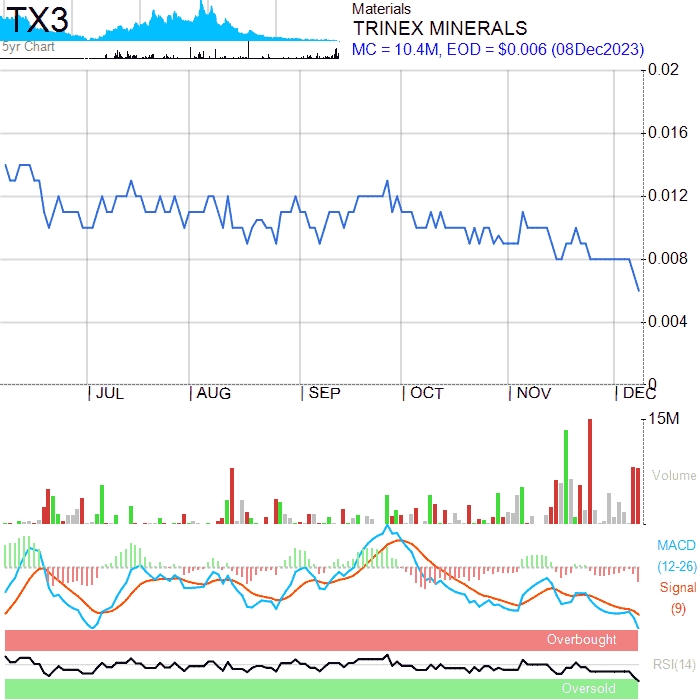 TX3
5yr Chart
Materials
TRINEX MINERALS
MC = 10.4M, EOD = $0.006 (08Dec2023)
0.02
0.016
0.012
0.008
0.004
0
JUL AUG SEP OCT NOV DEC
15M
Volume
MACD
(12-26)
Signal
(9)
Overbought
RSI(14)
Oversold